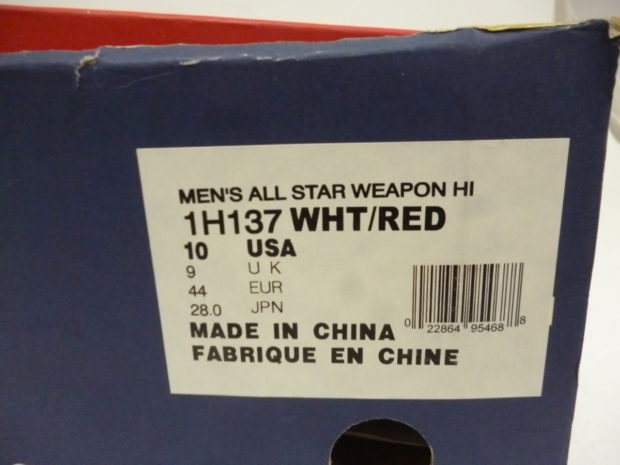 MEN'S ALL STAR WEAPON HI
1H137 WHT/RED
10 USA
9 U K
44 EUR
28.0 JPN
MADE IN CHINA
FABRIQUE EN CHINE
0 22864 95468 8